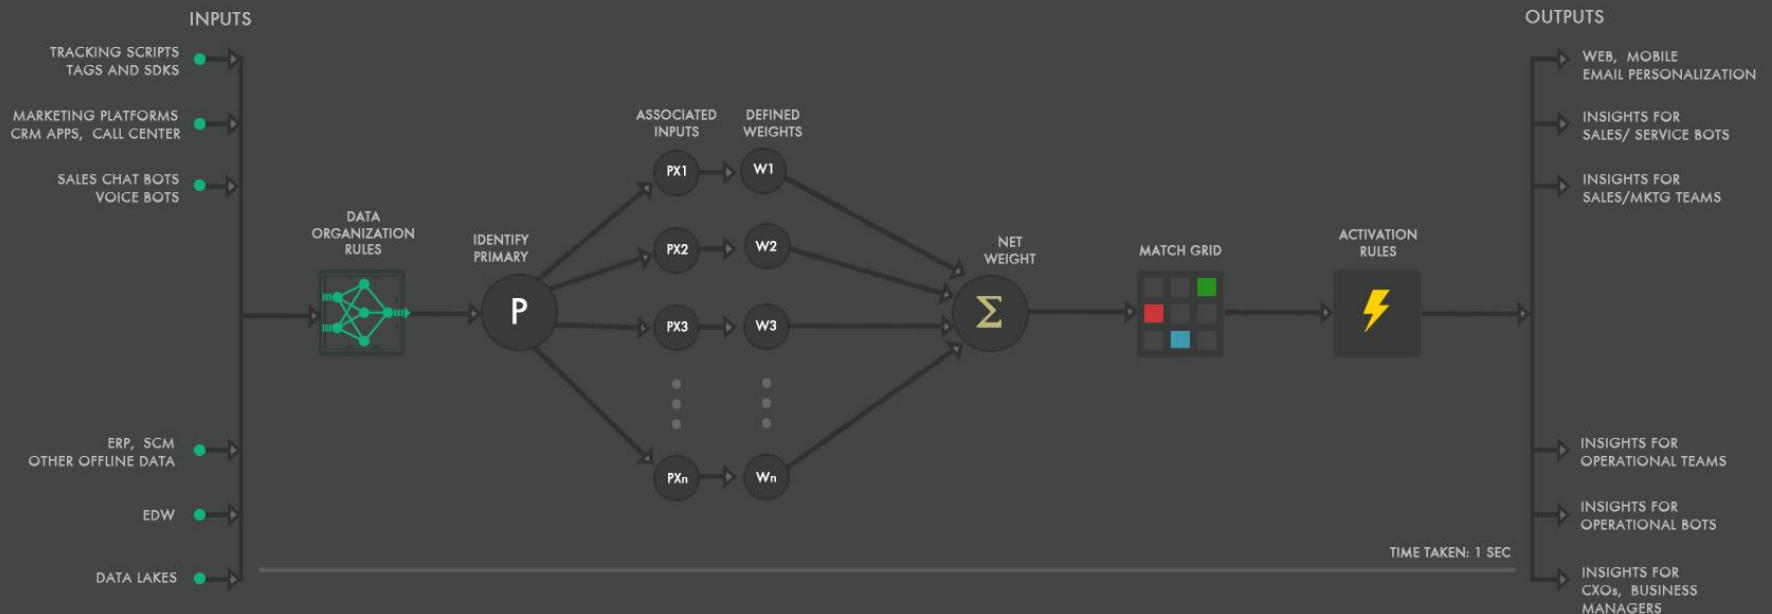 INPUTS
TRACKING SCRIPTS
TAGS AND SDKS
MARKETING PLATFORMS
CRM APPS, CALL CENTER
SALES CHAT BOTS
VOICE BOTS
ERP, SCM
OTHER OFFLINE DATA
EDW
DATA LAKES
DATA
ORGANIZATION
RULES
IDENTIFY
PRIMARY
P
ASSOCIATED
INPUTS
DEFINED
WEIGHTS
PX1
W1
PX2
W2
PX3
W3
PXn
Wn
NET
WEIGHT
Σ
MATCH GRID
ACTIVATION
RULES
TIME TAKEN: 1 SEC
OUTPUTS
WEB, MOBILE
EMAIL PERSONALIZATION
INSIGHTS FOR
SALES/ SERVICE BOTS
INSIGHTS FOR
SALES/MKTG TEAMS
INSIGHTS FOR
OPERATIONAL TEAMS
INSIGHTS FOR
OPERATIONAL BOTS
INSIGHTS FOR
CXOs, BUSINESS
MANAGERS